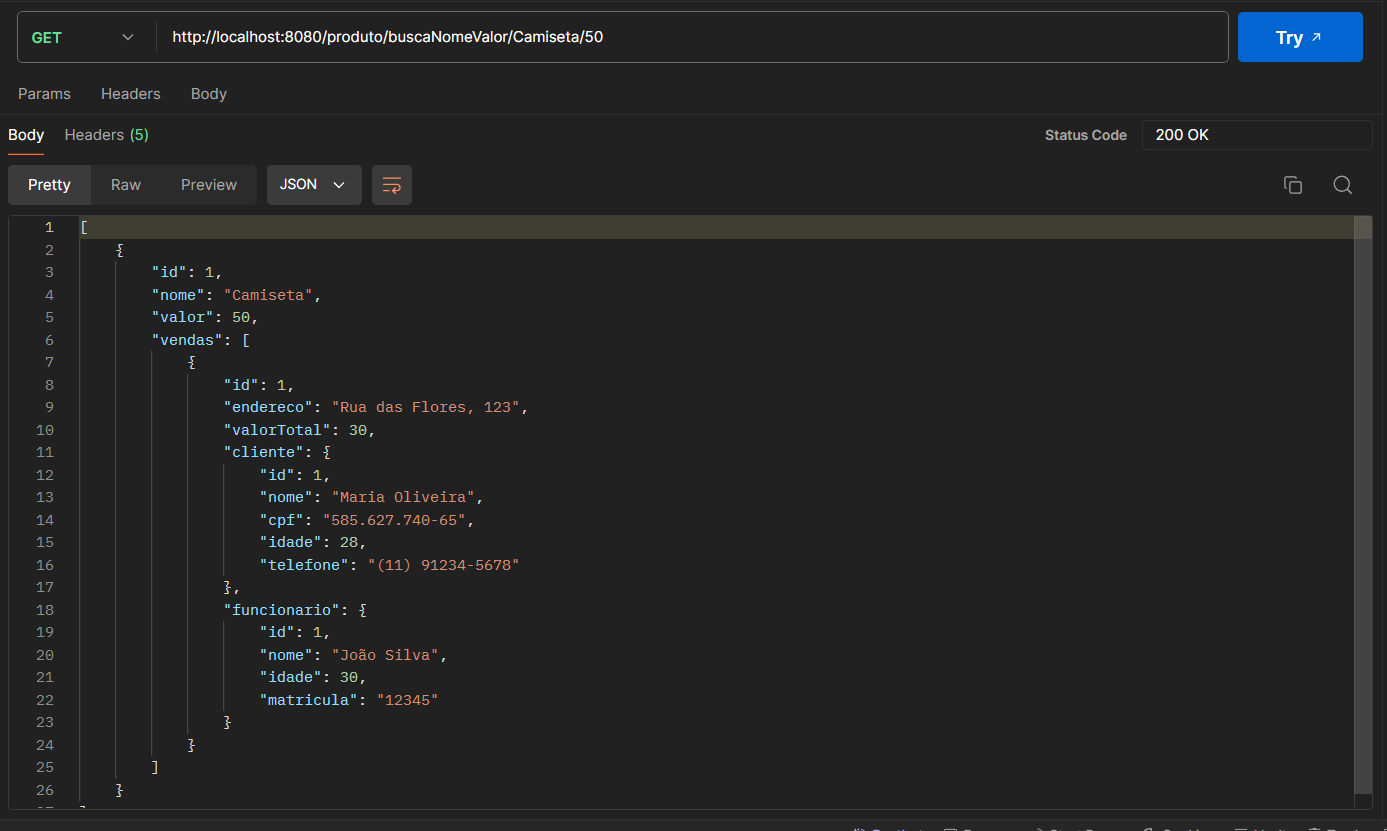 GET http://localhost:8080/produto/buscaNomeValor/Camiseta/50 Try
Params Headers Body
Body Headers (5) Status Code 200 OK
Pretty Raw Preview JSON
1 [
2 {
3 "id": 1,
4 "nome": "Camiseta",
5 "valor": 50,
6 "vendas": [
7 {
8 "id": 1,
9 "endereco": "Rua das Flores, 123",
10 "valorTotal": 30,
11 "cliente": {
12 "id": 1,
13 "nome": "Maria Oliveira",
14 "cpf": "585.627.740-65",
15 "idade": 28,
16 "telefone": "(11) 91234-5678"
17 },
18 "funcionario": {
19 "id": 1,
20 "nome": "João Silva",
21 "idade": 30,
22 "matricula": "12345"
23 }
24 }
25 ]
26 }